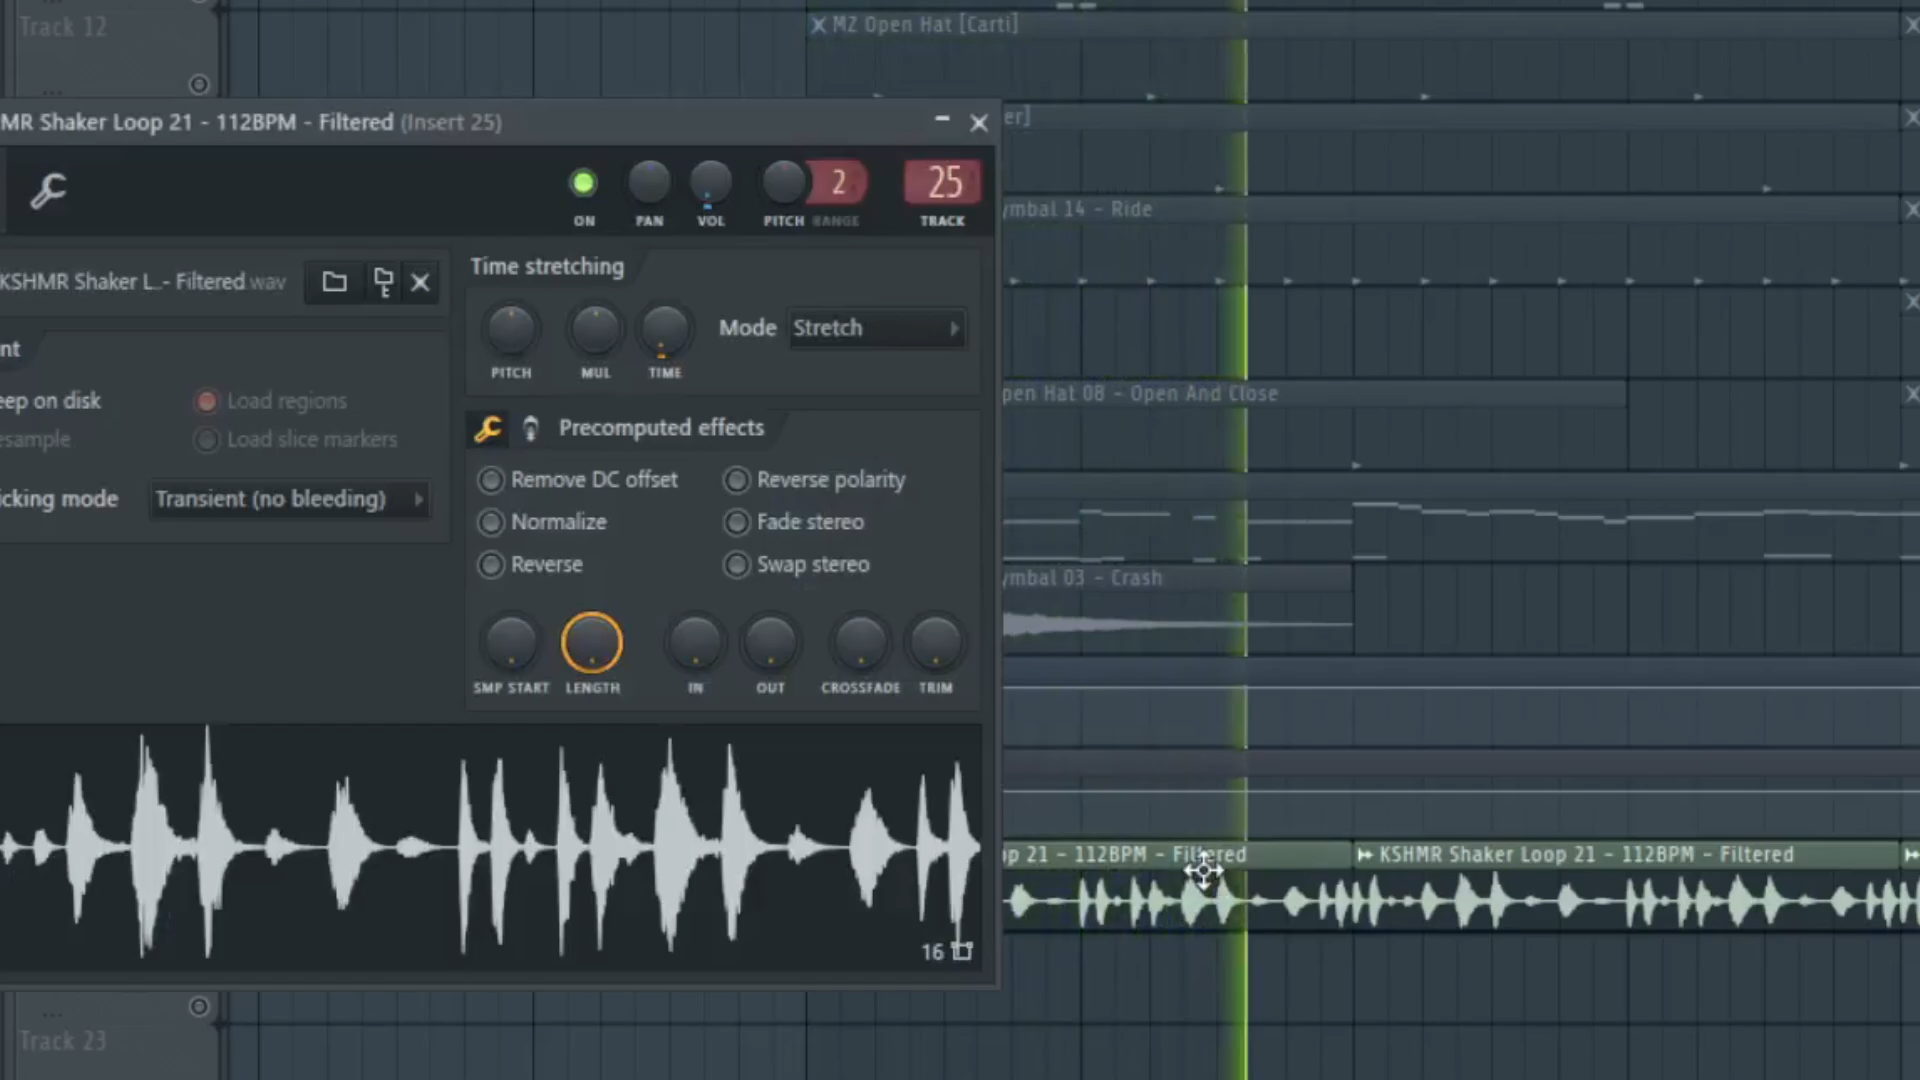 Track 12
MZ Open Hat [Carti]
MR Shaker Loop 21 - 112BPM - Filtered (Insert 25)
er]
2
25
ON
PAN
VOL
PITCH
RANGE
TRACK
ymbal 14 - Ride
Time stretching
KSHMR Shaker L..- Filtered.wav
Mode
Stretch
PITCH
MUL
TIME
nt
eep on disk
Load regions
esample
Load slice markers
icking mode
Transient (no bleeding)
pen Hat 08 - Open And Close
Precomputed effects
Remove DC offset
Reverse polarity
Normalize
Fade stereo
Reverse
Swap stereo
ymbal 03 - Crash
SMP START
LENGTH
IN
OUT
CROSSFADE
TRIM
op 21 - 112BPM - Filtered
KSHMR Shaker Loop 21 - 112BPM - Filtered
16
Track 23